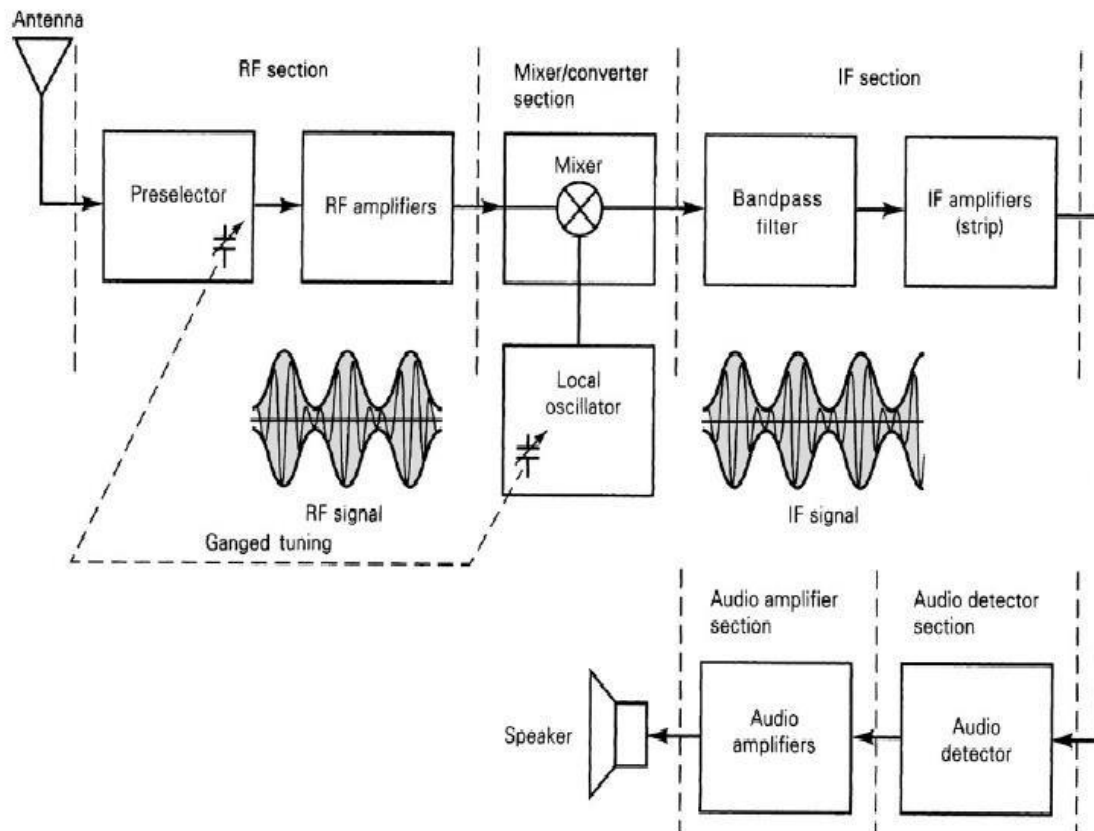 Antenna
RF section
Mixer/converter
section
IF section
Preselector
RF amplifiers
Mixer
Bandpass
filter
IF amplifiers
(strip)
Local
oscillator
RF signal
IF signal
Ganged tuning
Audio amplifier
section
Audio detector
section
Speaker
Audio
amplifiers
Audio
detector